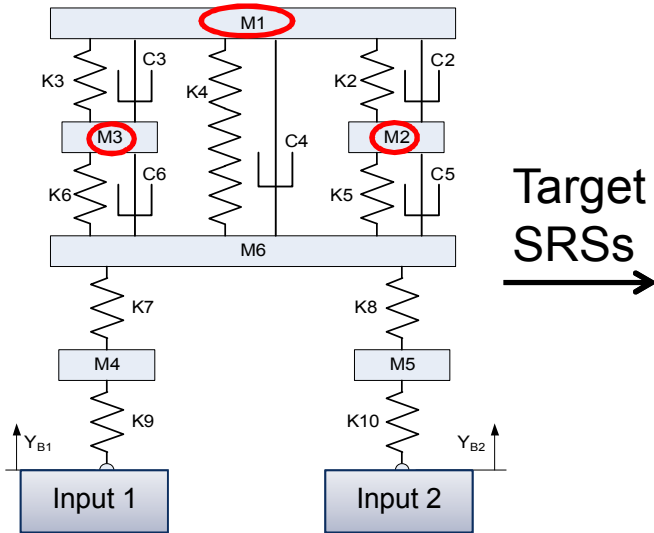 M1
K3
C3
K4
K2
C2
M3
M2
C4
K6
C6
K5
C5
Target
SRSs
M6
K7
K8
M4
M5
K9
K10
YB1
YB2
Input 1
Input 2